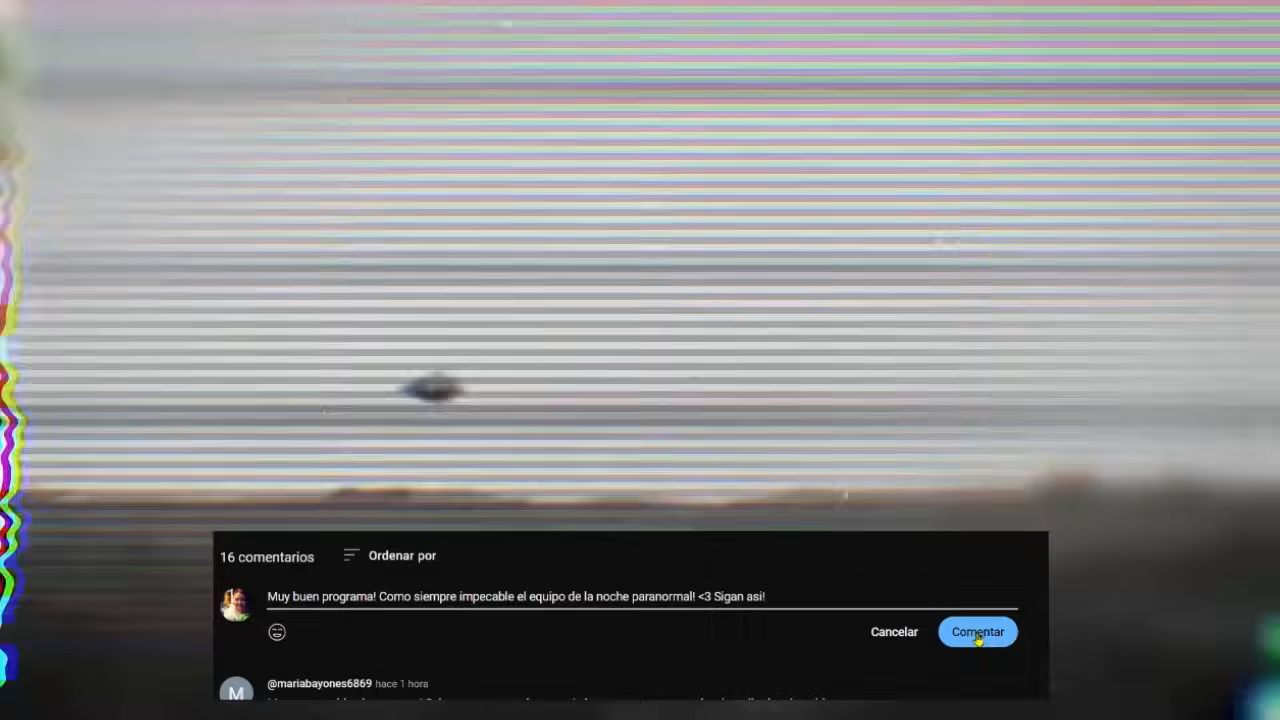 16 comentarios
Ordenar por
Muy buen programa! Como siempre impecable el equipo de la noche paranormal! <3 Sigan asi!
Cancelar
Comentar
M
@mariabayones6869 hace 1 hora